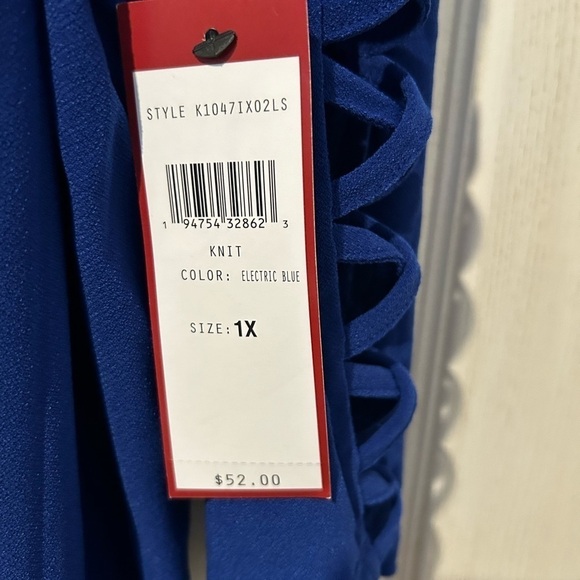 STYLE K1047IX02LS
1 94754 32862 3
KNIT
COLOR: ELECTRIC BLUE
SIZE: 1X
$52.00